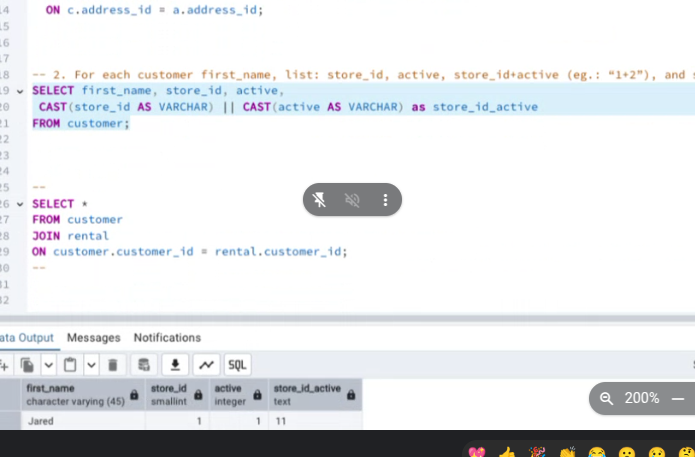 14 ON c.address_id = a.address_id;
15
16
17
18 -- 2. For each customer first_name, list: store_id, active, store_id+active (eg.: “1+2”), and
19 SELECT first_name, store_id, active,
20 CAST(store_id AS VARCHAR) || CAST(active AS VARCHAR) as store_id_active
21 FROM customer;
22
23
24
25 --
26 SELECT *
27 FROM customer
28 JOIN rental
29 ON customer.customer_id = rental.customer_id;
30 --
31
32
ata Output Messages Notifications
SQL
first_name store_id active store_id_active
character varying (45) smallint integer text
Jared 1 1 11
200%